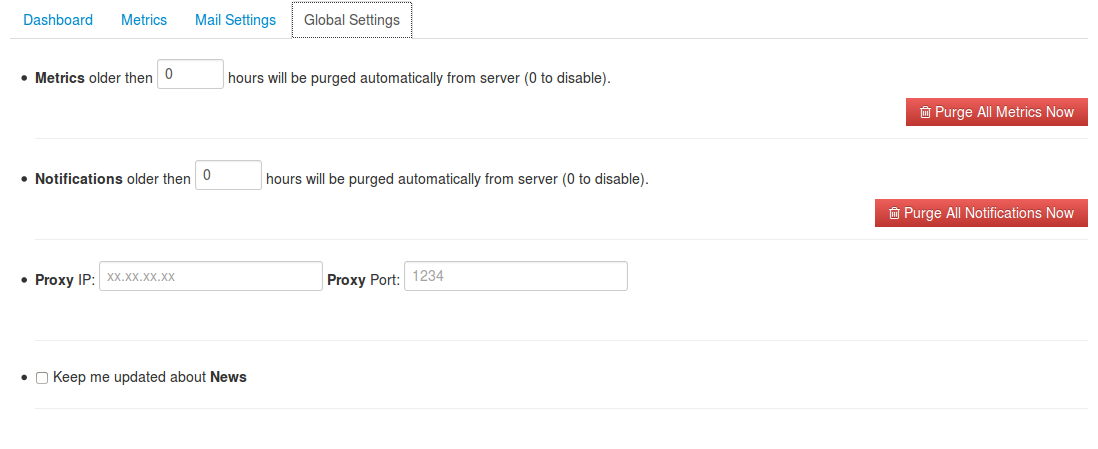 Dashboard Metrics Mail Settings Global Settings
Metrics older then 0 hours will be purged automatically from server (0 to disable).
Purge All Metrics Now
Notifications older then 0 hours will be purged automatically from server (0 to disable).
Purge All Notifications Now
Proxy IP: xx.xx.xx.xx Proxy Port: 1234
Keep me updated about News